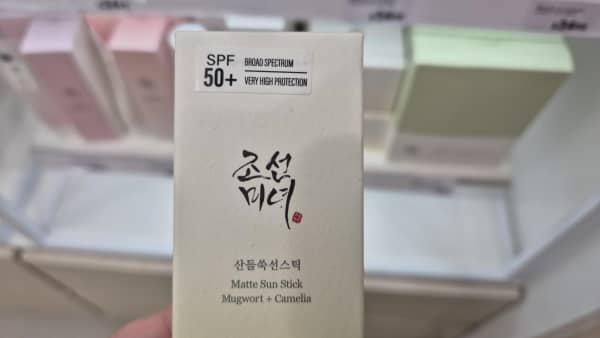 SPF
50+
BROAD SPECTRUM
VERY HIGH PROTECTION
조선
미녀
산들쑥선스틱
Matte Sun Stick
Mugwort + Camelia